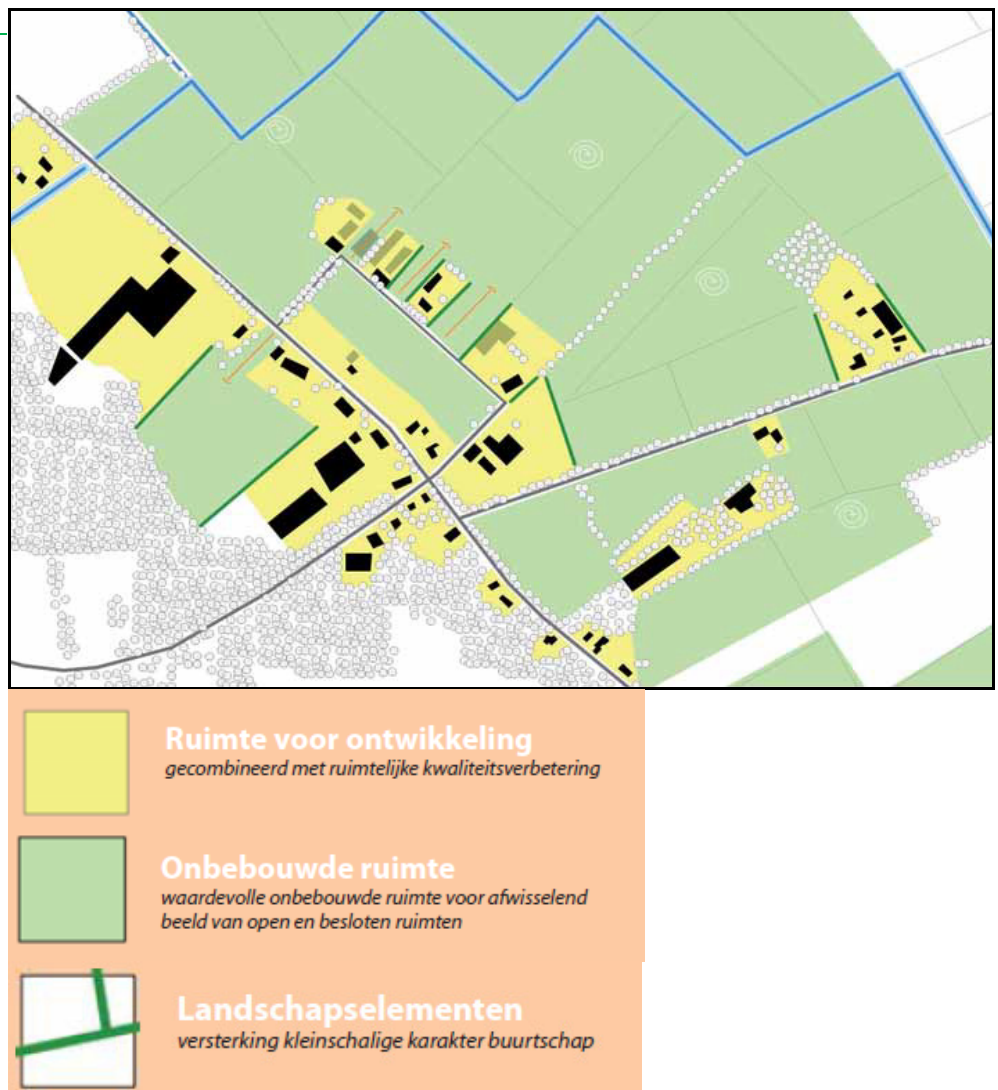 Ruimte voor ontwikkeling
gecombineerd met ruimtelijke kwaliteitsverbetering
Onbebouwde ruimte
waardevolle onbebouwde ruimte voor afwisselend
beeld van open en besloten ruimten
Landschapselementen
versterking kleinschalige karakter buurtschap